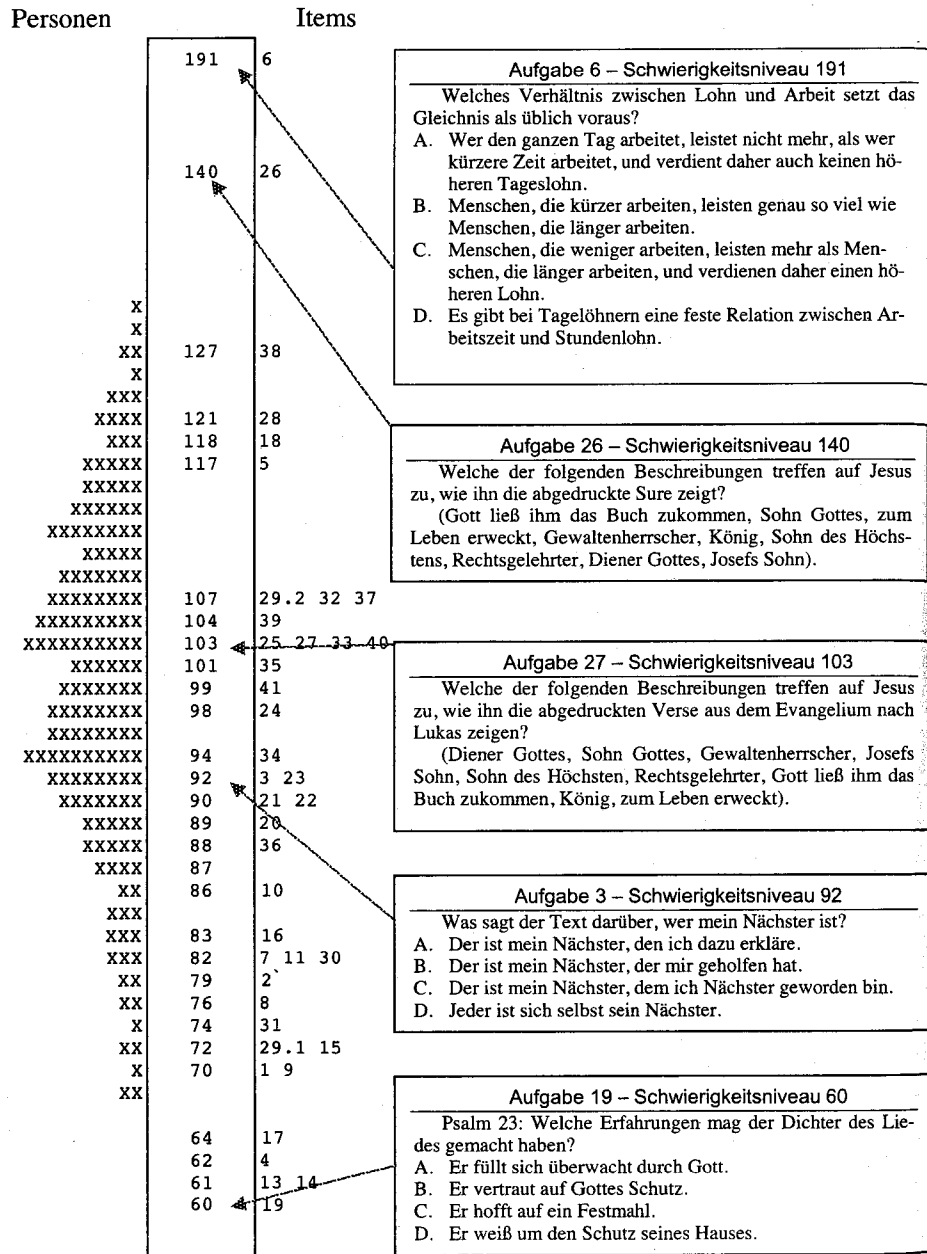 Personen Items
191 6
140 26
X
X
XX 127 38
X
XXX
XXXX 121 28
XXX 118 18
XXXXX 117 5
XXXXX
XXXXXX
XXXXXXXX
XXXXX
XXXXXXX
XXXXXXXX 107 29.2 32 37
XXXXXXXXX 104 39
XXXXXXXXXX 103 25 27 33 40
XXXXXX 101 35
XXXXXXX 99 41
XXXXXXXX 98 24
XXXXXXXX
XXXXXXXXXX 94 34
XXXXXXXX 92 3 23
XXXXXXX 90 21 22
XXXXX 89 20
XXXXX 88 36
XXXX 87
XX 86 10
XXX
XXX 83 16
XXX 82 7 11 30
XX 79 2
XX 76 8
X 74 31
XX 72 29.1 15
X 70 1 9
XX
64 17
62 4
61 13 14
60 19
Aufgabe 6 – Schwierigkeitsniveau 191
Welches Verhältnis zwischen Lohn und Arbeit setzt das
Gleichnis als üblich voraus?
A. Wer den ganzen Tag arbeitet, leistet nicht mehr, als wer
kürzere Zeit arbeitet, und verdient daher auch keinen hö-
heren Tageslohn.
B. Menschen, die kürzer arbeiten, leisten genau so viel wie
Menschen, die länger arbeiten.
C. Menschen, die weniger arbeiten, leisten mehr als Men-
schen, die länger arbeiten, und verdienen daher einen hö-
heren Lohn.
D. Es gibt bei Tagelöhnern eine feste Relation zwischen Ar-
beitszeit und Stundenlohn.
Aufgabe 26 – Schwierigkeitsniveau 140
Welche der folgenden Beschreibungen treffen auf Jesus
zu, wie ihn die abgedruckte Sure zeigt?
(Gott ließ ihm das Buch zukommen, Sohn Gottes, zum
Leben erweckt, Gewaltenherrscher, König, Sohn des Höchs-
tens, Rechtsgelehrter, Diener Gottes, Josefs Sohn).
Aufgabe 27 – Schwierigkeitsniveau 103
Welche der folgenden Beschreibungen treffen auf Jesus
zu, wie ihn die abgedruckten Verse aus dem Evangelium nach
Lukas zeigen?
(Diener Gottes, Sohn Gottes, Gewaltenherrscher, Josefs
Sohn, Sohn des Höchsten, Rechtsgelehrter, Gott ließ ihm das
Buch zukommen, König, zum Leben erweckt).
Aufgabe 3 – Schwierigkeitsniveau 92
Was sagt der Text darüber, wer mein Nächster ist?
A. Der ist mein Nächster, den ich dazu erkläre.
B. Der ist mein Nächster, der mir geholfen hat.
C. Der ist mein Nächster, dem ich Nächster geworden bin.
D. Jeder ist sich selbst sein Nächster.
Aufgabe 19 – Schwierigkeitsniveau 60
Psalm 23: Welche Erfahrungen mag der Dichter des Lie-
des gemacht haben?
A. Er füllt sich überwacht durch Gott.
B. Er vertraut auf Gottes Schutz.
C. Er hofft auf ein Festmahl.
D. Er weiß um den Schutz seines Hauses.